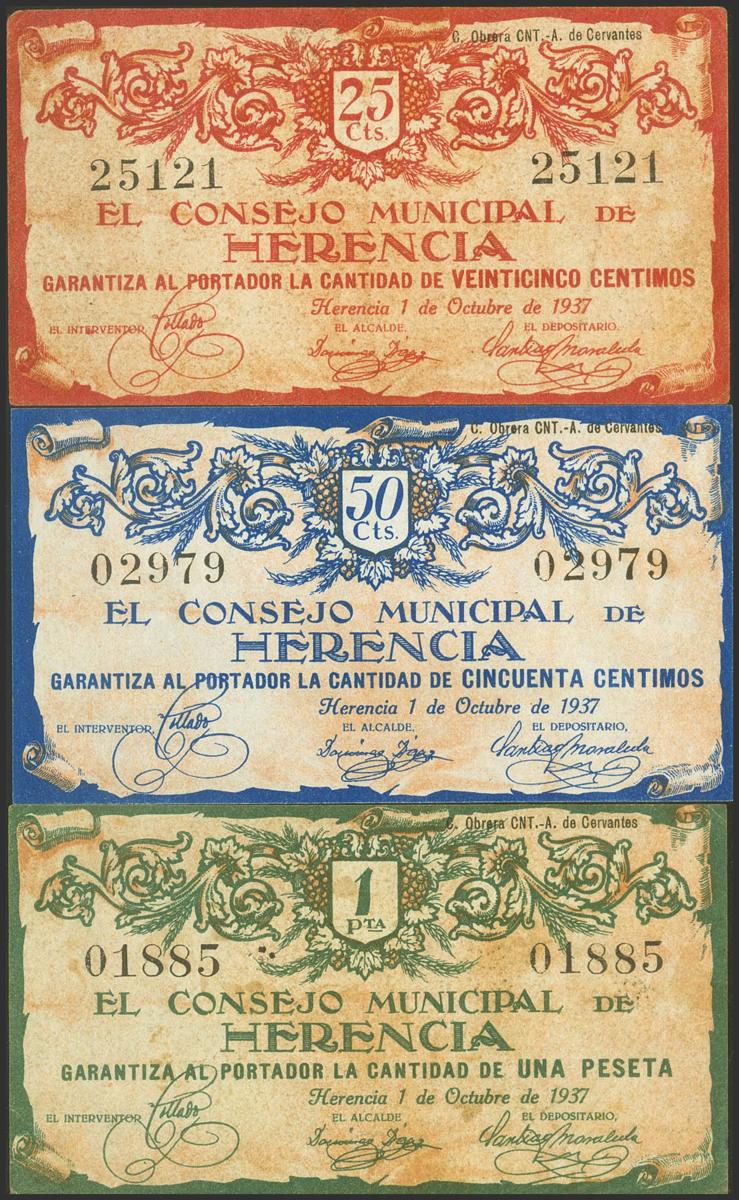 C. Obrera CNT.-A. de Cervantes
25
Cts.
25121 25121
EL CONSEJO MUNICIPAL DE
HERENCIA
GARANTIZA AL PORTADOR LA CANTIDAD DE VEINTICINCO CENTIMOS
Herencia 1 de Octubre de 1937
EL INTERVENTOR, EL ALCALDE, EL DEPOSITARIO,
C. Obrera CNT.-A. de Cervantes
50
Cts.
02979 02979
EL CONSEJO MUNICIPAL DE
HERENCIA
GARANTIZA AL PORTADOR LA CANTIDAD DE CINCUENTA CENTIMOS
Herencia 1 de Octubre de 1937
EL INTERVENTOR, EL ALCALDE, EL DEPOSITARIO,
C. Obrera CNT.-A. de Cervantes
1
PTA
01885 01885
EL CONSEJO MUNICIPAL DE
HERENCIA
GARANTIZA AL PORTADOR LA CANTIDAD DE UNA PESETA
Herencia 1 de Octubre de 1937
EL INTERVENTOR, EL ALCALDE EL DEPOSITARIO,